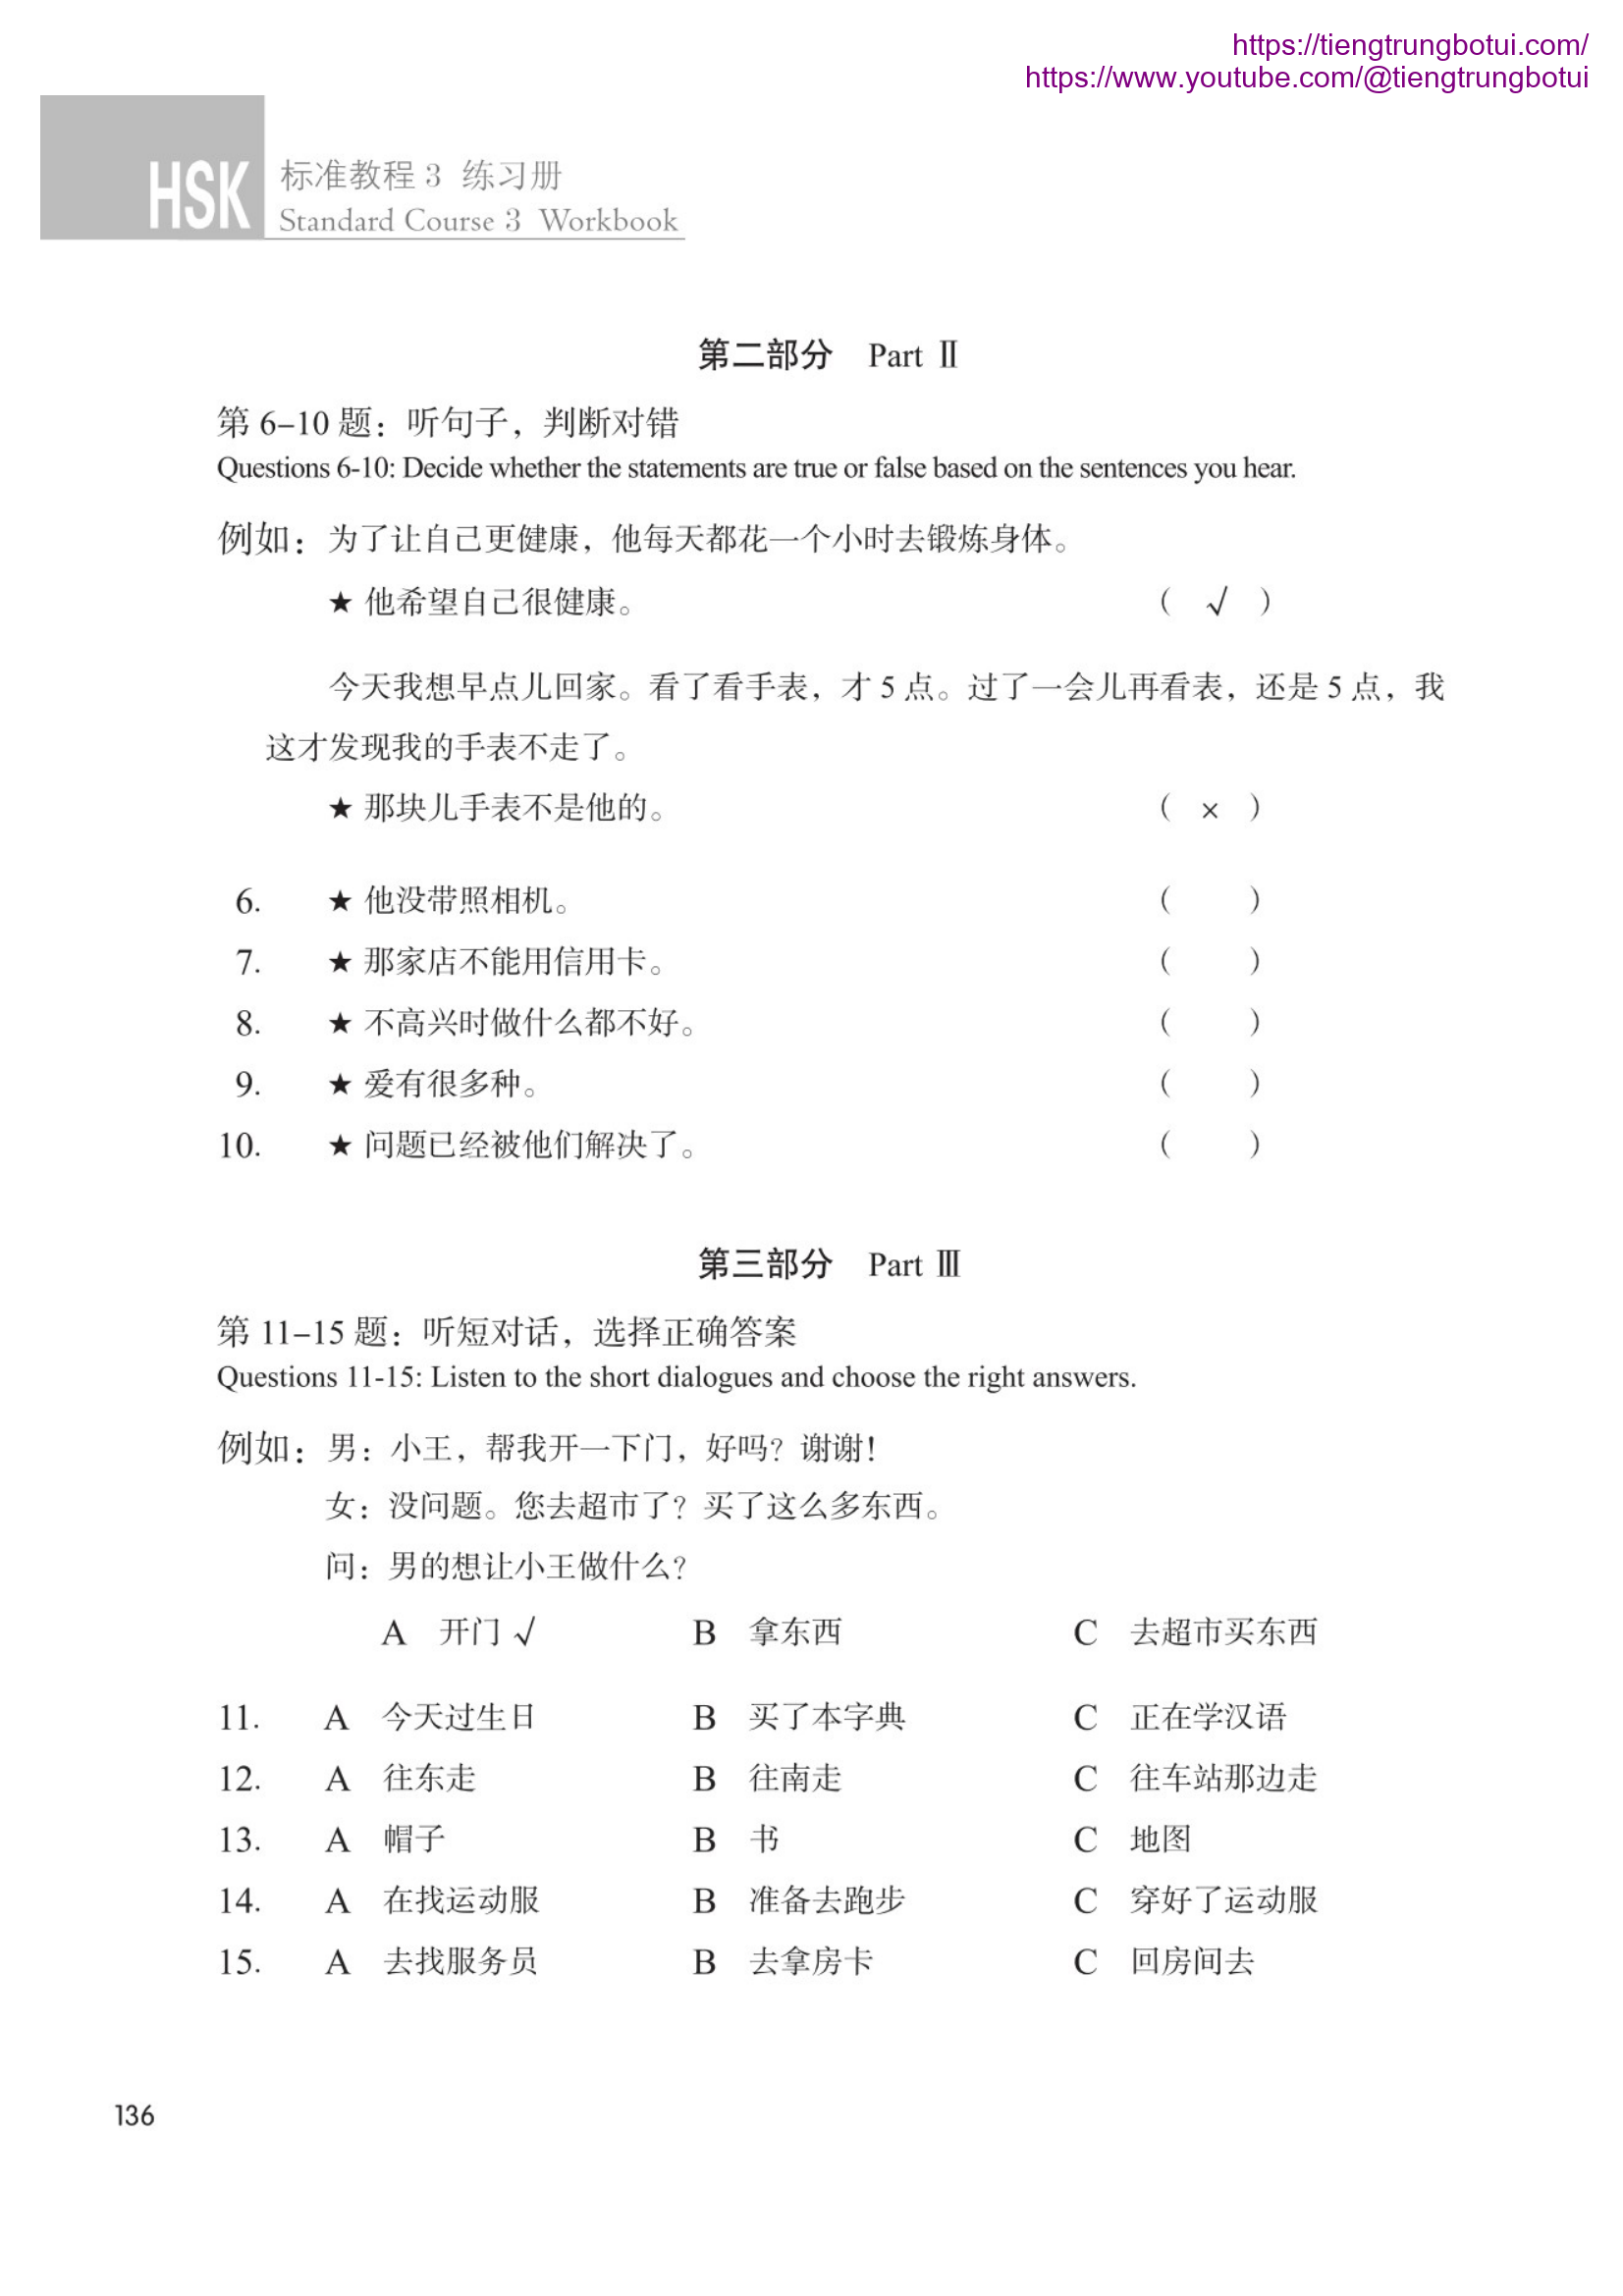 https://tiengtrungbotui.com/
https://www.youtube.com/@tiengtrungbotui
HSK 标准教程 3 练习册
Standard Course 3 Workbook
第二部分 Part Ⅱ
第 6–10 题：听句子，判断对错
Questions 6-10: Decide whether the statements are true or false based on the sentences you hear.
例如：为了让自己更健康，他每天都花一个小时去锻炼身体。
★ 他希望自己很健康。 （ √ ）
今天我想早点儿回家。看了看手表，才 5 点。过了一会儿再看表，还是 5 点，我
这才发现我的手表不走了。
★ 那块儿手表不是他的。 （ × ）
6. ★ 他没带照相机。 （ ）
7. ★ 那家店不能用信用卡。 （ ）
8. ★ 不高兴时做什么都不好。 （ ）
9. ★ 爱有很多种。 （ ）
10. ★ 问题已经被他们解决了。 （ ）
第三部分 Part Ⅲ
第 11–15 题：听短对话，选择正确答案
Questions 11-15: Listen to the short dialogues and choose the right answers.
例如：男：小王，帮我开一下门，好吗？谢谢！
女：没问题。您去超市了？买了这么多东西。
问：男的想让小王做什么？
A 开门 √ B 拿东西 C 去超市买东西
11. A 今天过生日 B 买了本字典 C 正在学汉语
12. A 往东走 B 往南走 C 往车站那边走
13. A 帽子 B 书 C 地图
14. A 在找运动服 B 准备去跑步 C 穿好了运动服
15. A 去找服务员 B 去拿房卡 C 回房间去
136